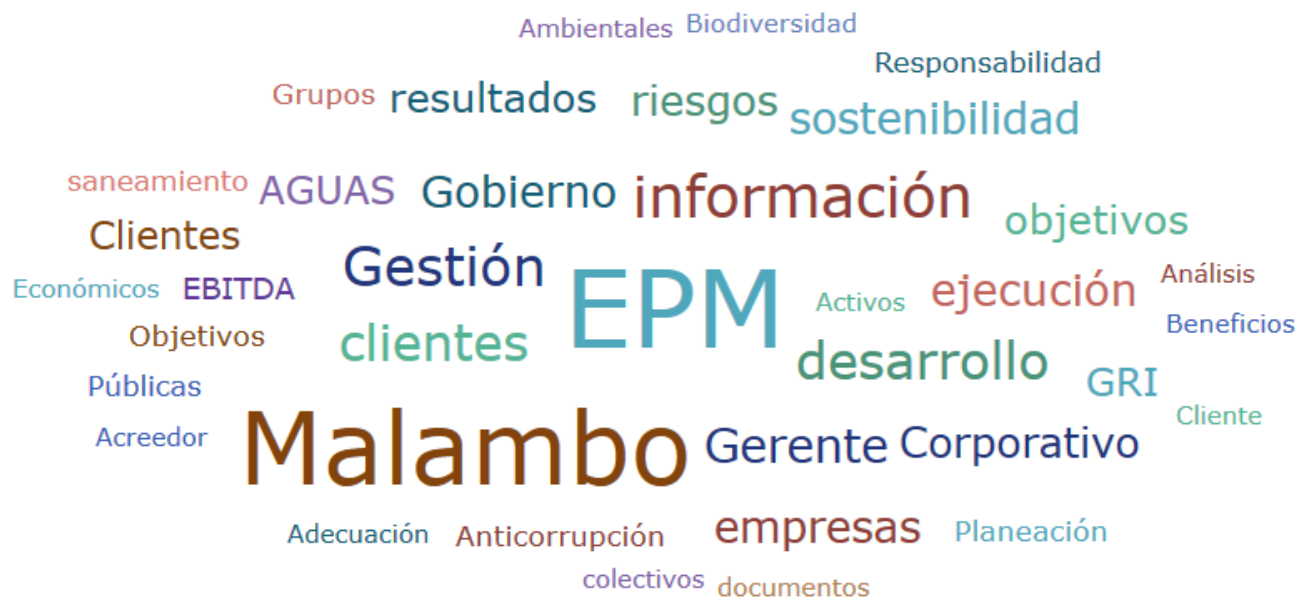 Ambientales Biodiversidad
Responsabilidad
Grupos resultados riesgos sostenibilidad
saneamiento AGUAS Gobierno información objetivos
Clientes
Gestión EPM ejecución Análisis
Económicos EBITDA Activos
Objetivos clientes desarrollo Beneficios
Públicas GRI
Cliente
Acreedor Malambo Gerente Corporativo
Adecuación Anticorrupción empresas Planeación
colectivos documentos